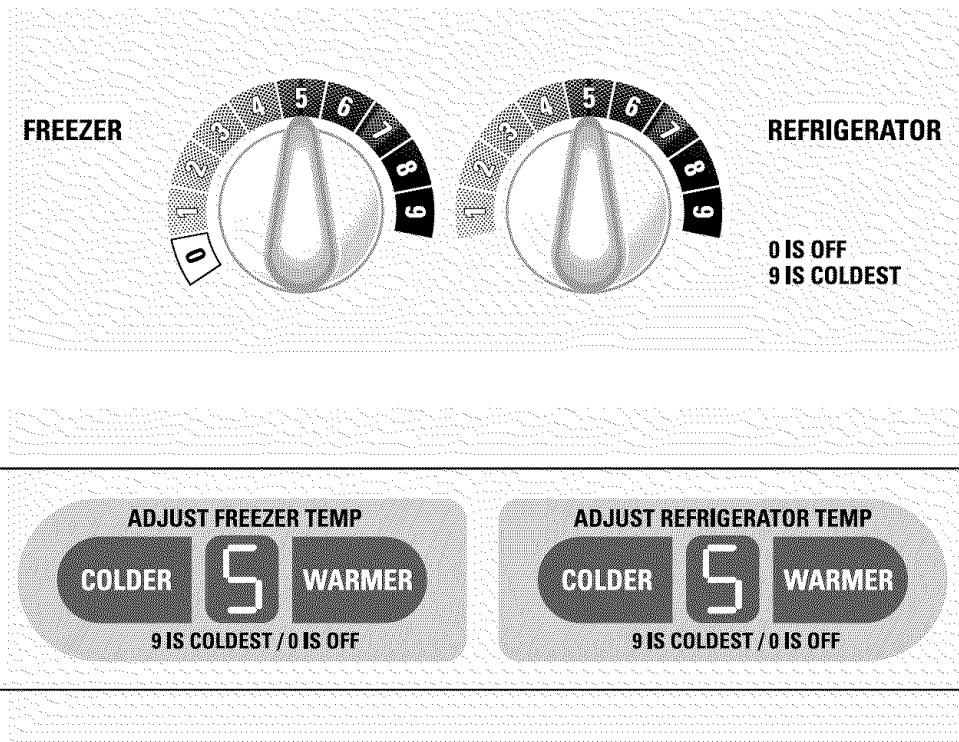 FREEZER
0 1 2 3 4 5 6 7 8 9
1 2 3 4 5 6 7 8 9
REFRIGERATOR
0 IS OFF
9 IS COLDEST
ADJUST FREEZER TEMP
COLDER 5 WARMER
9 IS COLDEST / 0 IS OFF
ADJUST REFRIGERATOR TEMP
COLDER 5 WARMER
9 IS COLDEST / 0 IS OFF